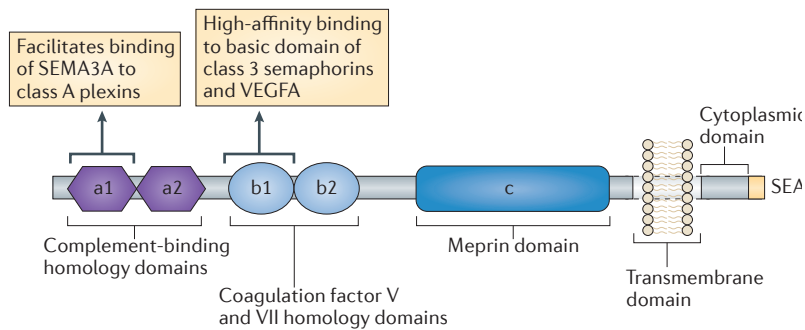 Facilitates binding
of SEMA3A to
class A plexins
High-affinity binding
to basic domain of
class 3 semaphorins
and VEGFA
Cytoplasmic
domain
a1
a2
b1
b2
c
SEA
Complement-binding
homology domains
Coagulation factor V
and VII homology domains
Meprin domain
Transmembrane
domain